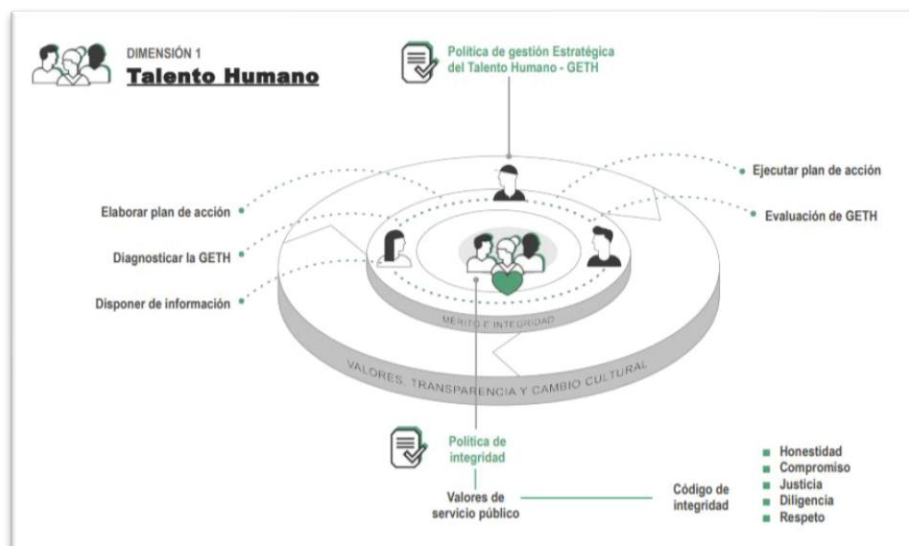 DIMENSIÓN 1
Talento Humano
Política de gestión Estratégica
del Talento Humano - GETH
Ejecutar plan de acción
Elaborar plan de acción
Evaluación de GETH
Diagnosticar la GETH
Disponer de información
MÉRITO E INTEGRIDAD
VALORES, TRANSPARENCIA Y CAMBIO CULTURAL
Política de
integridad
Valores de
servicio público
Código de
integridad
Honestidad
Compromiso
Justicia
Diligencia
Respeto